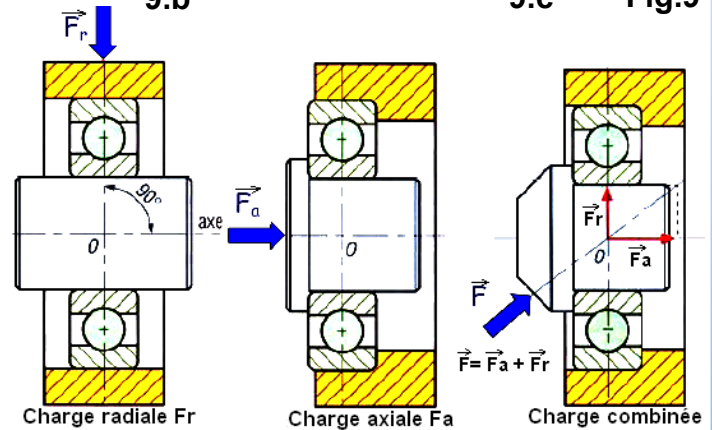 9.b
9.c
Fig.9
Fr
90°
axe
0
Fa
0
Fr
0
Fa
F
F = Fa + Fr
Charge radiale Fr
Charge axiale Fa
Charge combinée